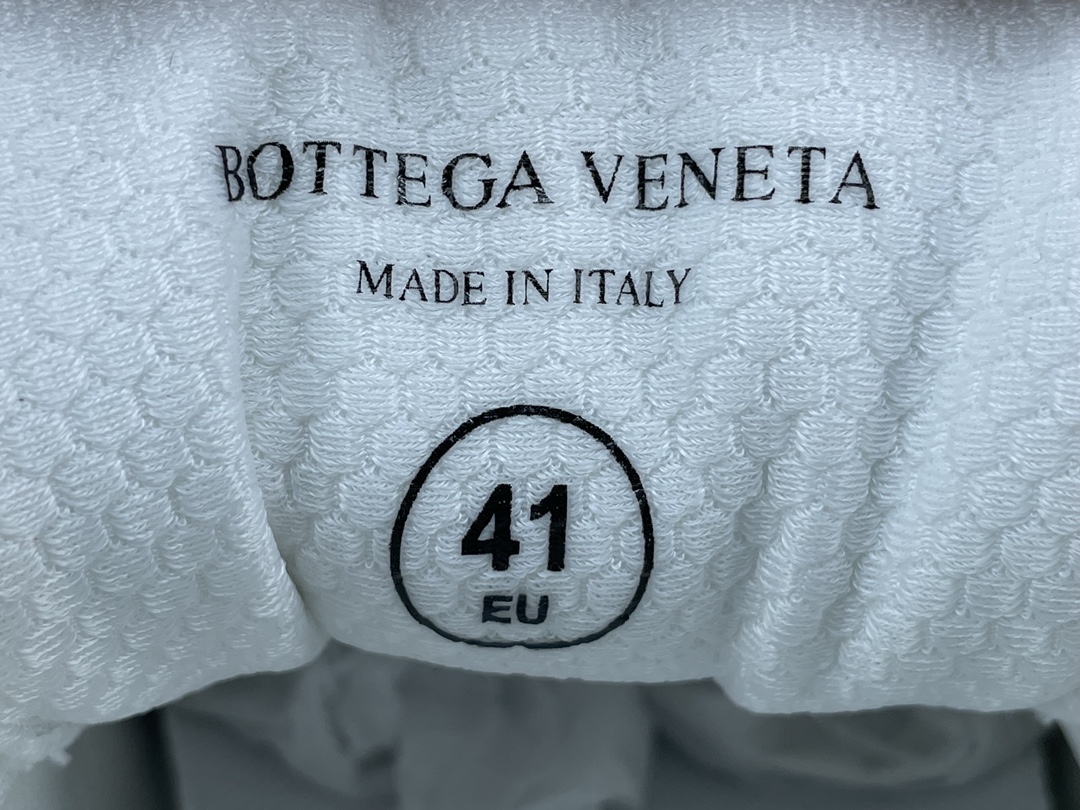 BOTTEGA VENETA
MADE IN ITALY
41
EU